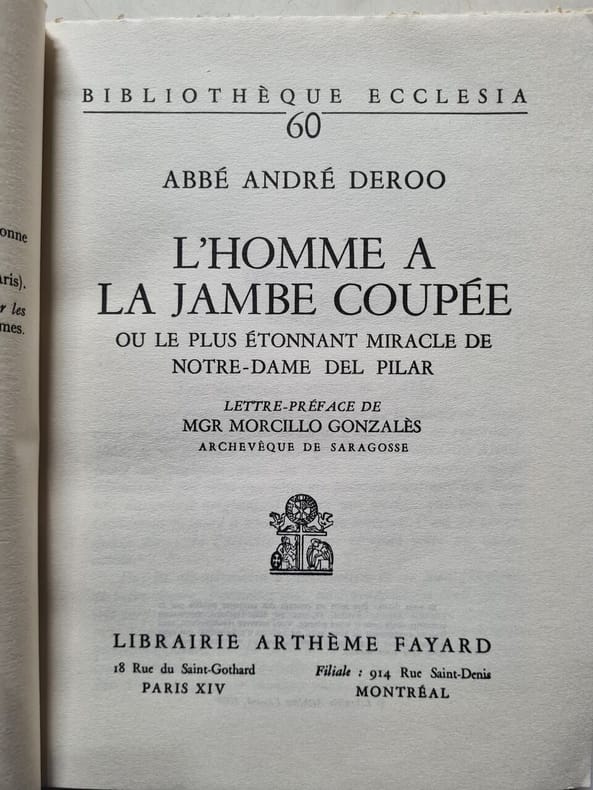 BIBLIOTHÈQUE ECCLESIA
60
ABBÉ ANDRÉ DEROO
L'HOMME A
LA JAMBE COUPÉE
OU LE PLUS ÉTONNANT MIRACLE DE
NOTRE-DAME DEL PILAR
LETTRE-PRÉFACE DE
MGR MORCILLO GONZALÈS
ARCHEVÊQUE DE SARAGOSSE
LIBRAIRIE ARTHÈME FAYARD
18 Rue du Saint-Gothard
PARIS XIV
Filiale : 914 Rue Saint-Denis
MONTRÉAL